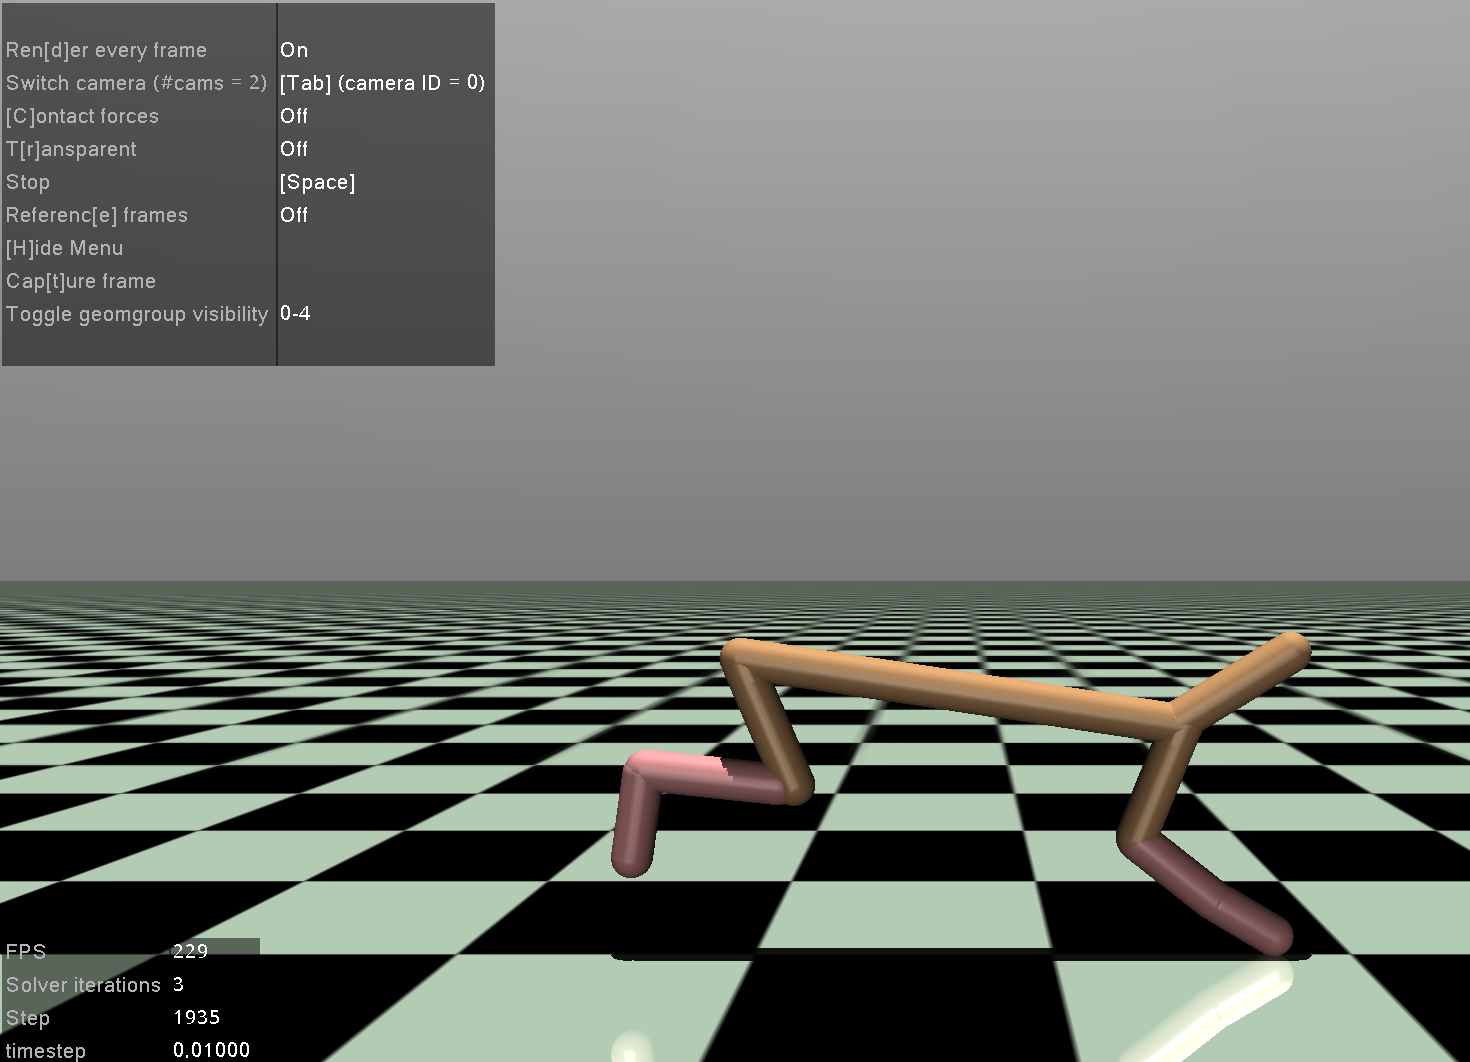 Ren[d]er every frame On
Switch camera (#cams = 2) [Tab] (camera ID = 0)
[C]ontact forces Off
T[r]ansparent Off
Stop [Space]
Referenc[e] frames Off
[H]ide Menu
Cap[t]ure frame
Toggle geomgroup visibility 0-4
FPS 229
Solver iterations 3
Step 1935
timestep 0.01000